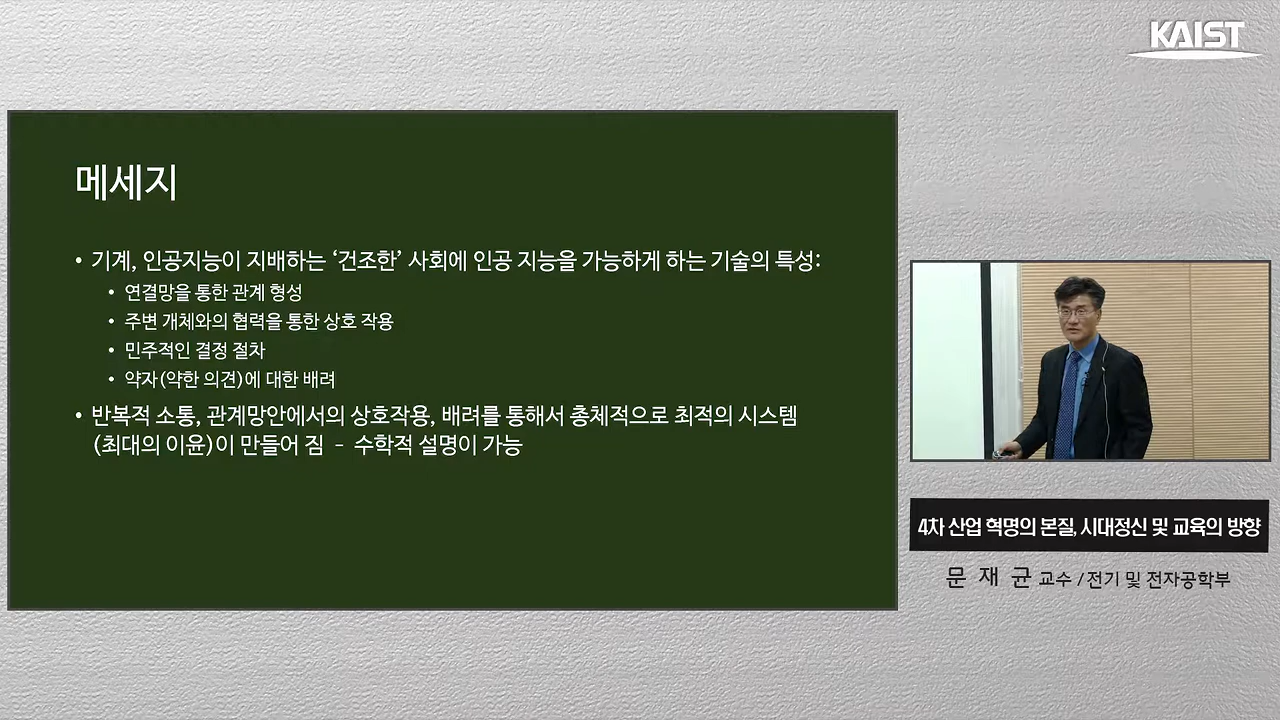 KAIST
메세지
• 기계, 인공지능이 지배하는 ‘건조한’ 사회에 인공 지능을 가능하게 하는 기술의 특성:
• 연결망을 통한 관계 형성
• 주변 개체와의 협력을 통한 상호 작용
• 민주적인 결정 절차
• 약자(약한 의견)에 대한 배려
• 반복적 소통, 관계망안에서의 상호작용, 배려를 통해서 총체적으로 최적의 시스템
(최대의 이윤)이 만들어 짐 – 수학적 설명이 가능
4차 산업 혁명의 본질, 시대정신 및 교육의 방향
문 재 균 교수 / 전기 및 전자공학부